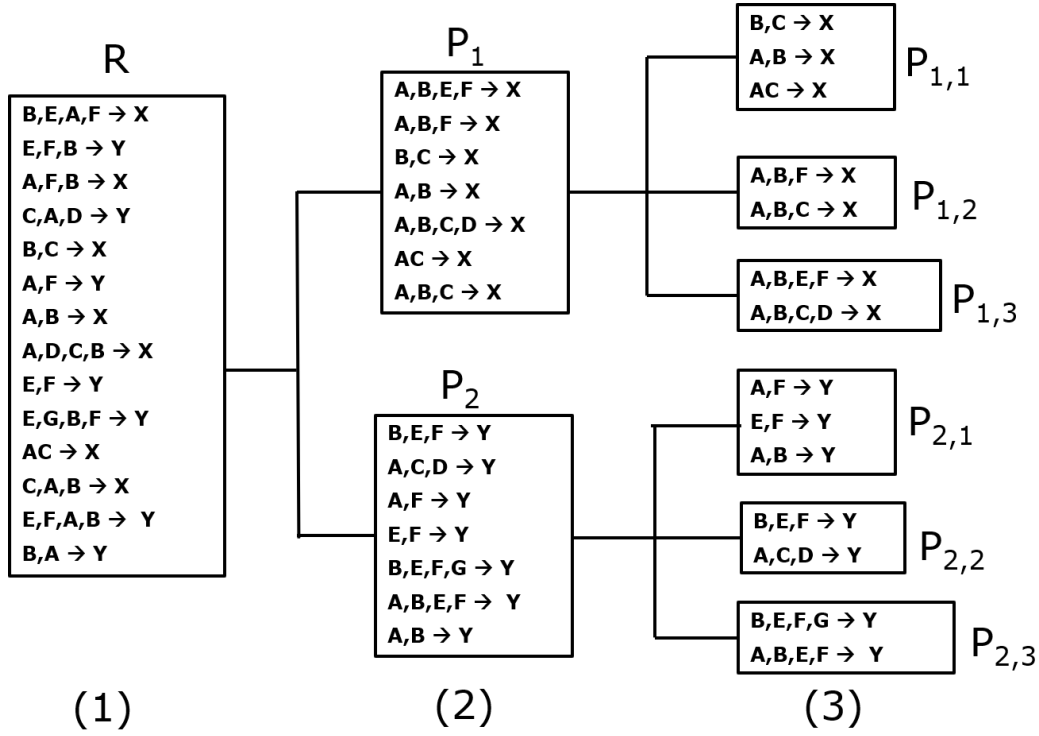 R
B,E,A,F → X
E,F,B → Y
A,F,B → X
C,A,D → Y
B,C → X
A,F → Y
A,B → X
A,D,C,B → X
E,F → Y
E,G,B,F → Y
AC → X
C,A,B → X
E,F,A,B → Y
B,A → Y
(1)
P1
A,B,E,F → X
A,B,F → X
B,C → X
A,B → X
A,B,C,D → X
AC → X
A,B,C → X
P2
B,E,F → Y
A,C,D → Y
A,F → Y
E,F → Y
B,E,F,G → Y
A,B,E,F → Y
A,B → Y
(2)
B,C → X
A,B → X
AC → X
P1,1
A,B,F → X
A,B,C → X
P1,2
A,B,E,F → X
A,B,C,D → X
P1,3
A,F → Y
E,F → Y
A,B → Y
P2,1
B,E,F → Y
A,C,D → Y
P2,2
B,E,F,G → Y
A,B,E,F → Y
P2,3
(3)